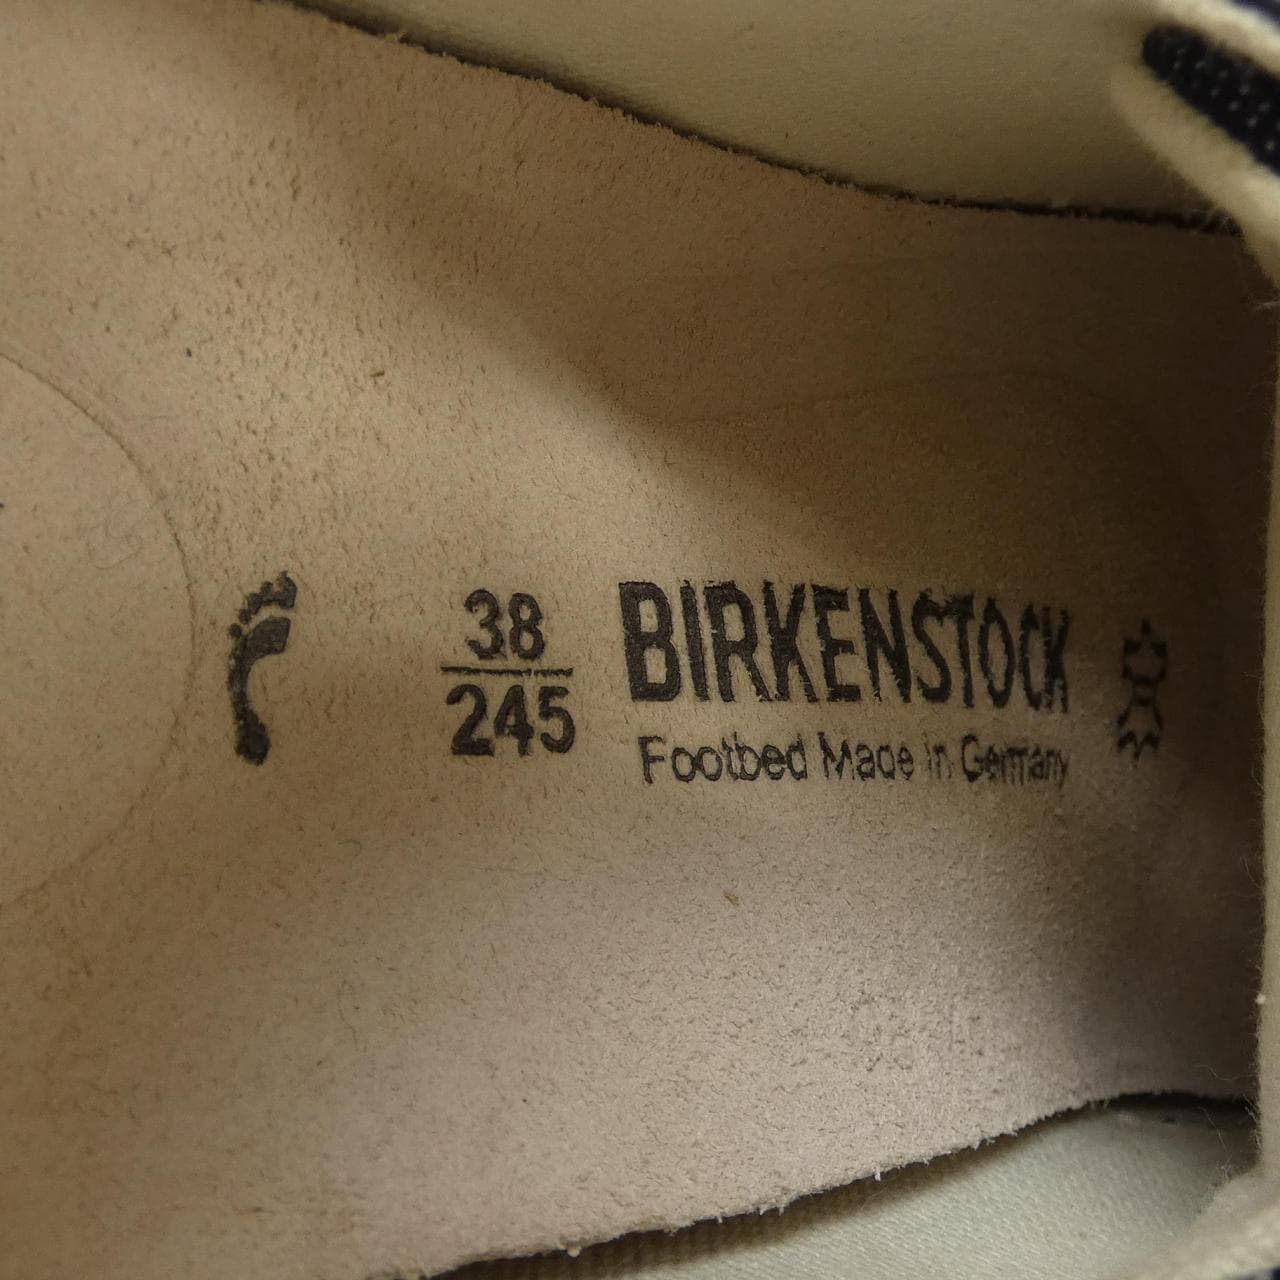 38
245
BIRKENSTOCK
Footbed Made in Germany